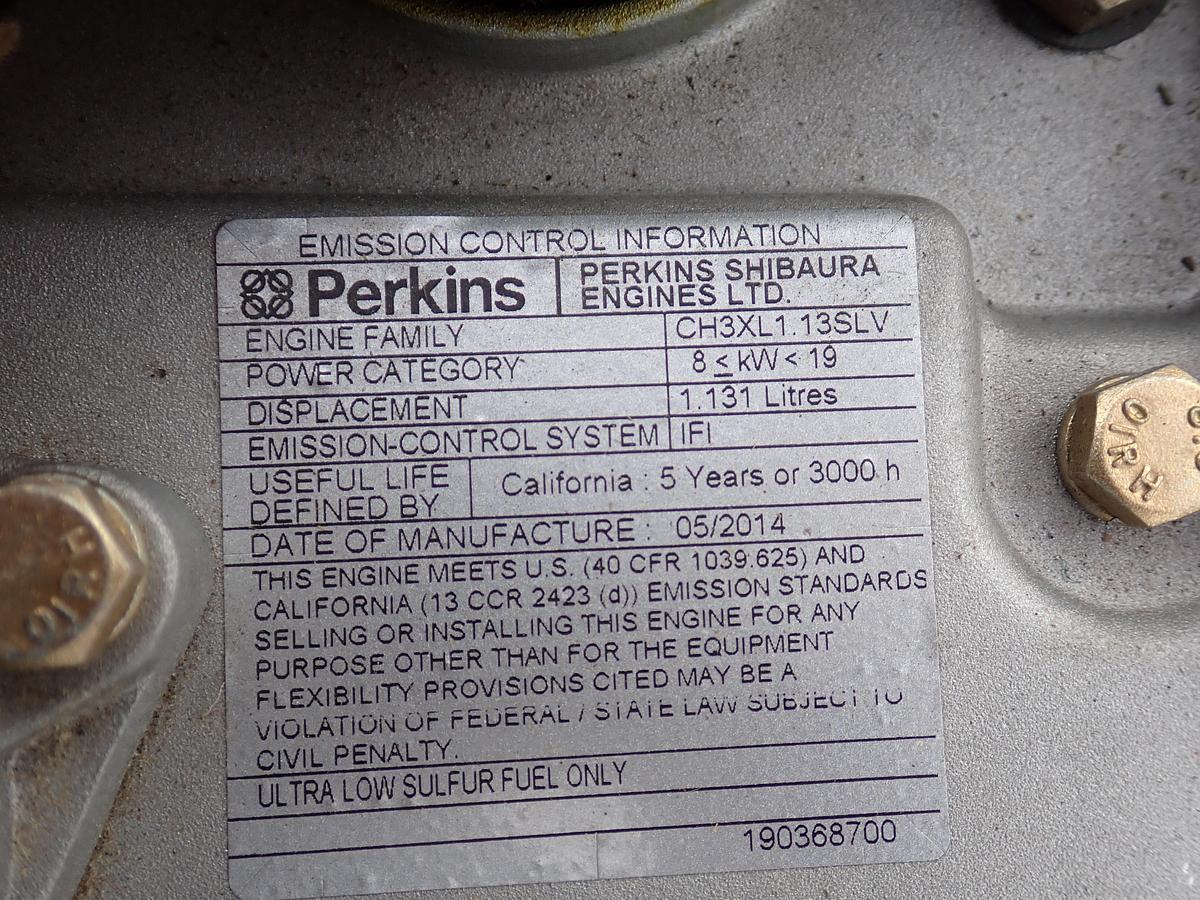 EMISSION CONTROL INFORMATION
Perkins
PERKINS SHIBAURA
ENGINES LTD.
ENGINE FAMILY CH3XL1.13SLV
POWER CATEGORY 8 ≤ kW < 19
DISPLACEMENT 1.131 Litres
EMISSION-CONTROL SYSTEM IFI
USEFUL LIFE
DEFINED BY
California : 5 Years or 3000 h
DATE OF MANUFACTURE : 05/2014
THIS ENGINE MEETS U.S. (40 CFR 1039.625) AND
CALIFORNIA (13 CCR 2423 (d)) EMISSION STANDARDS
SELLING OR INSTALLING THIS ENGINE FOR ANY
PURPOSE OTHER THAN FOR THE EQUIPMENT
FLEXIBILITY PROVISIONS CITED MAY BE A
VIOLATION OF FEDERAL / STATE LAW SUBJECT TO
CIVIL PENALTY.
ULTRA LOW SULFUR FUEL ONLY
190368700